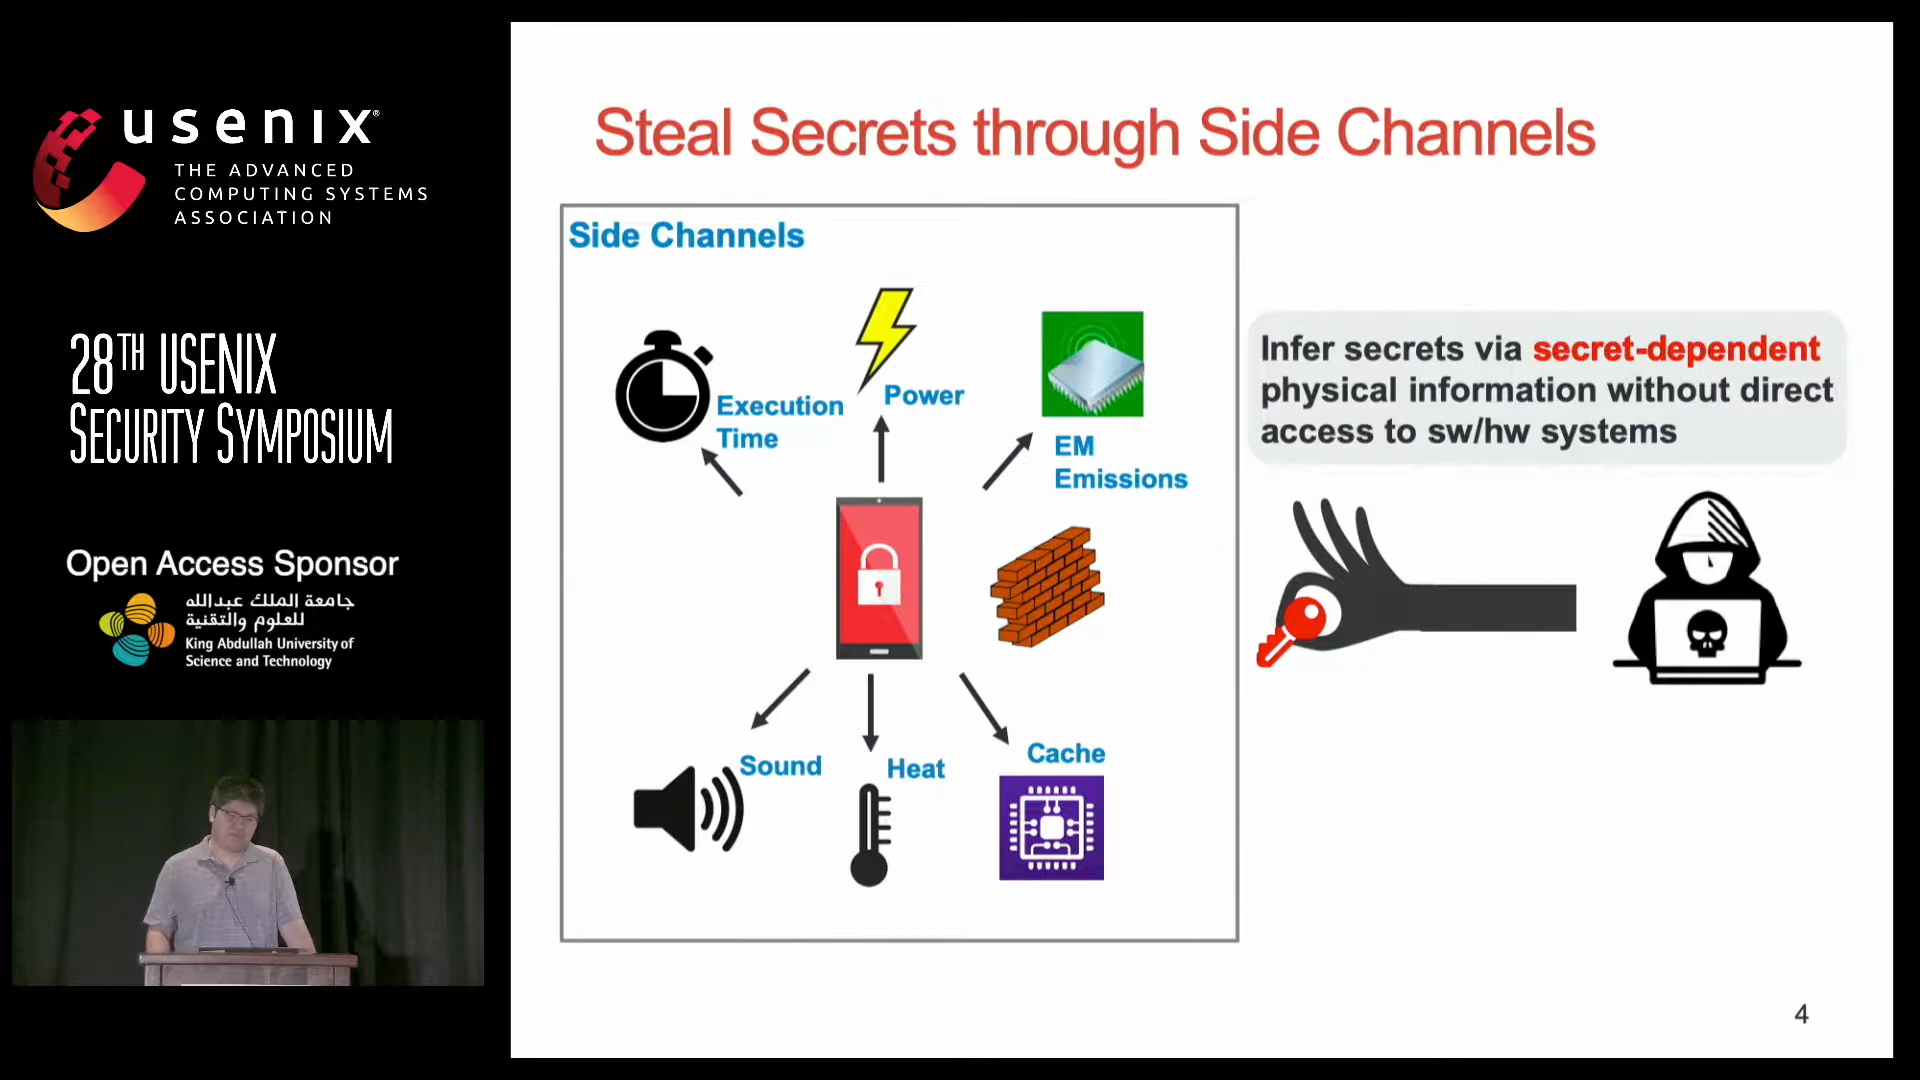 usenix®
THE ADVANCED
COMPUTING SYSTEMS
ASSOCIATION
28TH USENIX
SECURITY SYMPOSIUM
Open Access Sponsor
جامعة الملك عبدالله
للعلوم والتقنية
King Abdullah University of
Science and Technology
Steal Secrets through Side Channels
Side Channels
Execution
Time
Power
EM
Emissions
Sound
Heat
Cache
Infer secrets via secret-dependent
physical information without direct
access to sw/hw systems
4